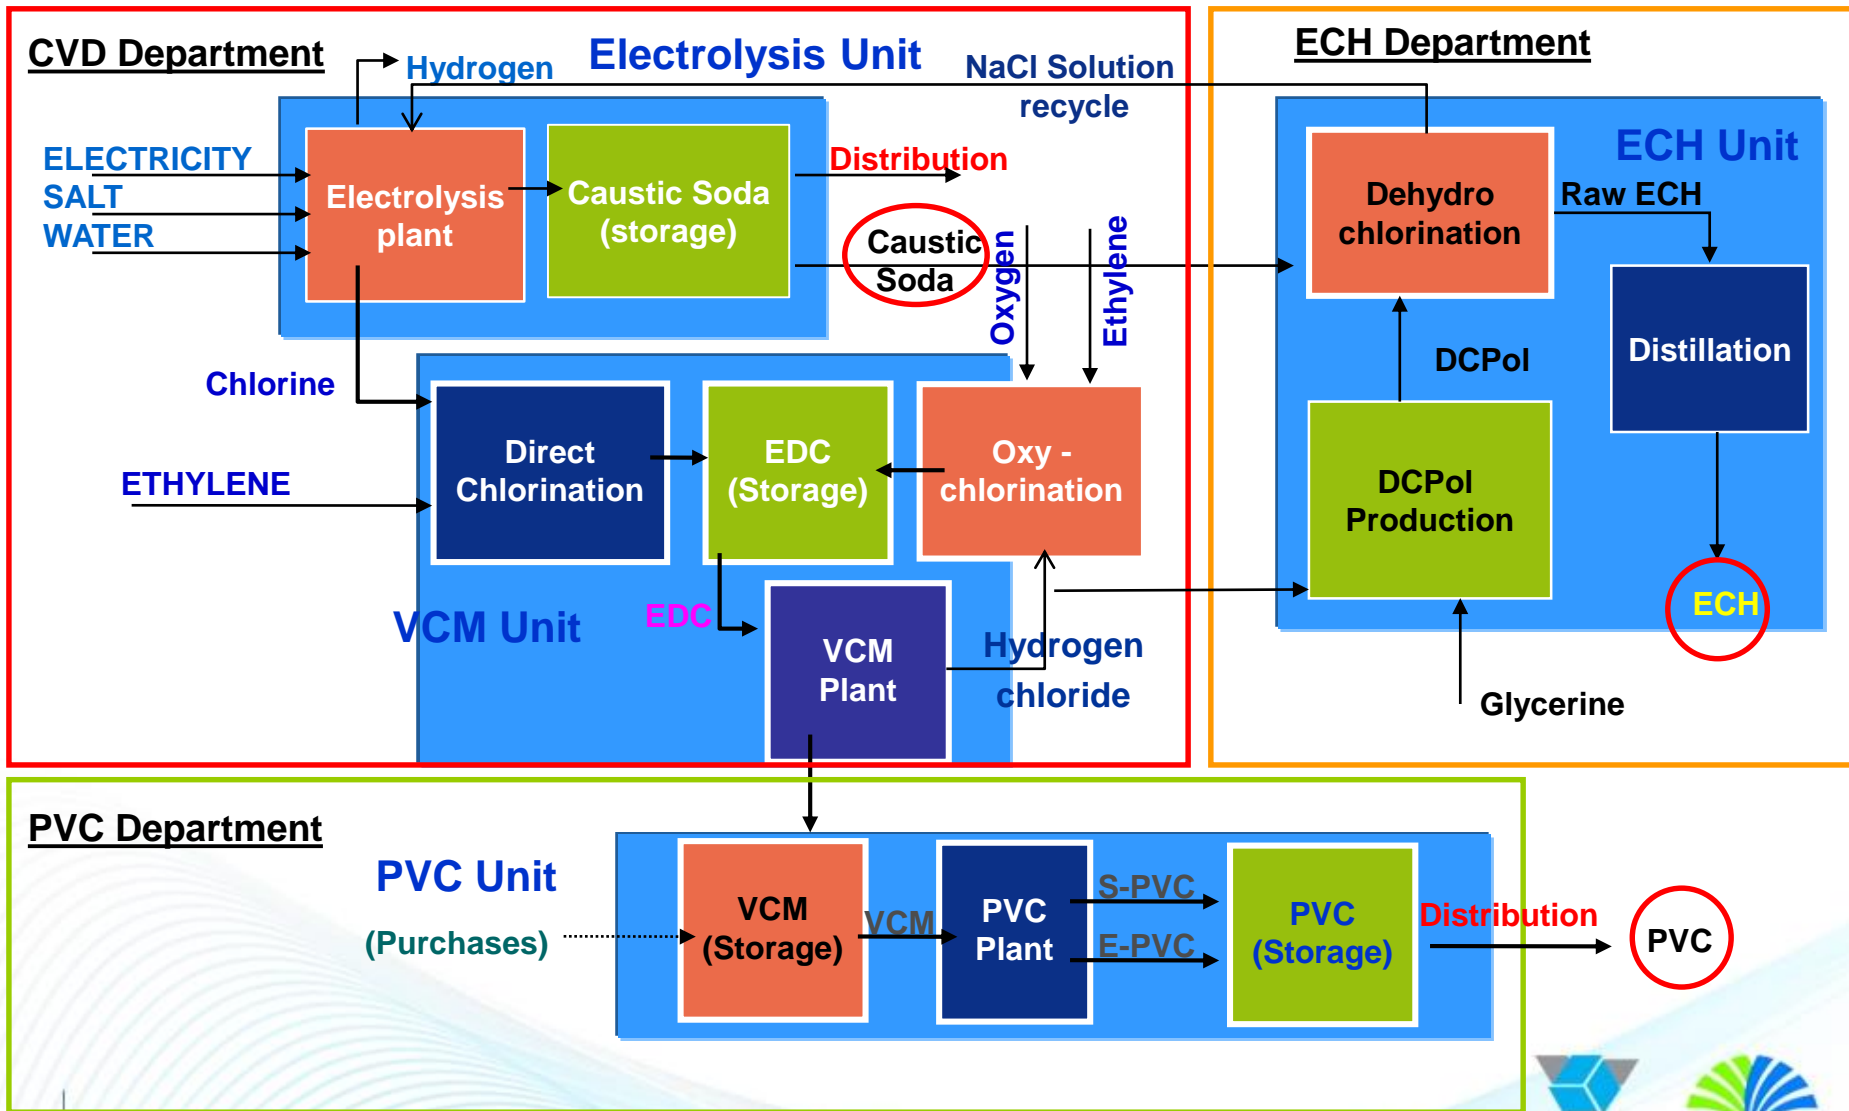 CVD Department
Electrolysis Unit
Hydrogen
NaCl Solution
recycle
ELECTRICITY
SALT
WATER
Electrolysis
plant
Caustic Soda
(storage)
Distribution
Caustic
Soda
Oxygen
Ethylene
Chlorine
ETHYLENE
Direct
Chlorination
EDC
(Storage)
Oxy -
chlorination
VCM Unit
EDC
VCM
Plant
Hydrogen
chloride
ECH Department
ECH Unit
Dehydro
chlorination
Raw ECH
Distillation
DCPol
DCPol
Production
ECH
Glycerine
PVC Department
PVC Unit
(Purchases)
VCM
(Storage)
VCM
PVC
Plant
S-PVC
E-PVC
PVC
(Storage)
Distribution
PVC